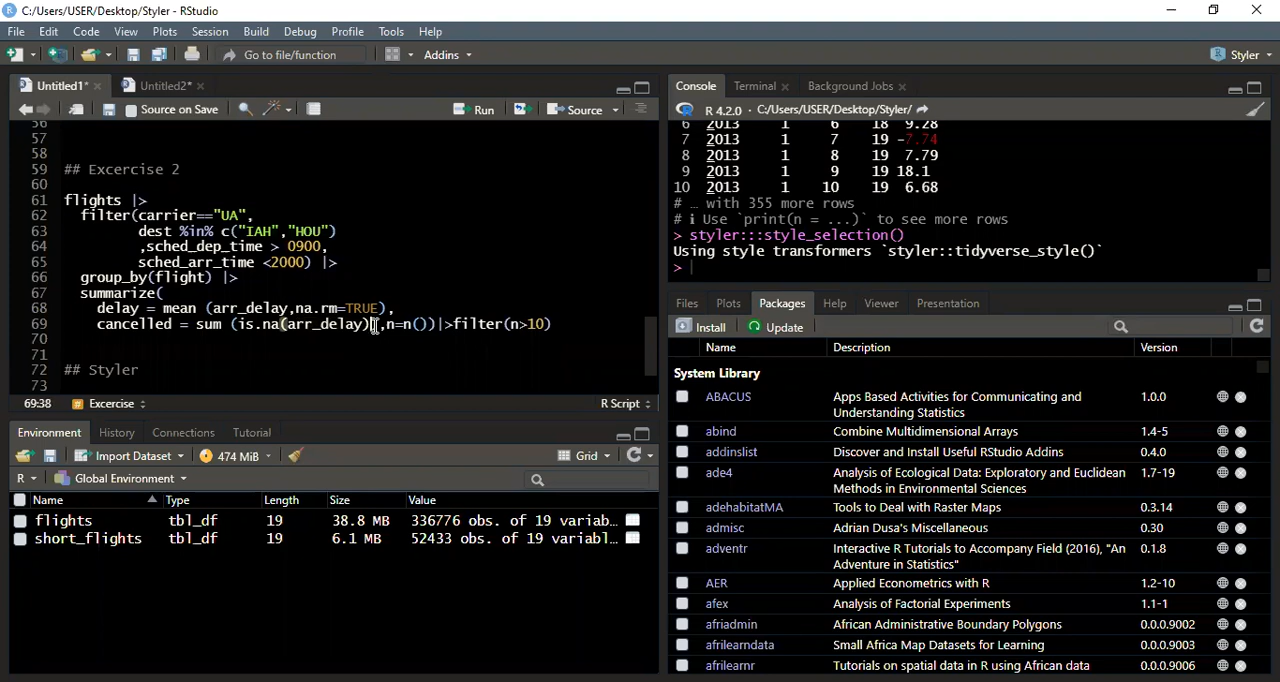 C:/Users/USER/Desktop/Styler - RStudio
File Edit Code View Plots Session Build Debug Profile Tools Help
Go to file/function Addins Styler
Untitled1* Untitled2*
Source on Save Run Source
56
57
58
59 ## Excercise 2
60
61 flights |>
62 filter(carrier=="UA",
63 dest %in% c("IAH","HOU")
64 ,sched_dep_time > 0900,
65 sched_arr_time <2000) |>
66 group_by(flight) |>
67 summarize(
68 delay = mean (arr_delay,na.rm=TRUE),
69 cancelled = sum (is.na(arr_delay)),n=n())|>filter(n>10)
70
71
72 ## Styler
73
69:38 Excercise R Script
Environment History Connections Tutorial
Import Dataset 474 MiB Grid
R Global Environment
Name Type Length Size Value
flights tbl_df 19 38.8 MB 336776 obs. of 19 variab…
short_flights tbl_df 19 6.1 MB 52433 obs. of 19 variabl…
Console Terminal Background Jobs
R 4.2.0 · C:/Users/USER/Desktop/Styler/
6 2013 1 6 18 9.28
7 2013 1 7 19 -7.74
8 2013 1 8 19 7.79
9 2013 1 9 19 18.1
10 2013 1 10 19 6.68
# … with 355 more rows
# ℹ Use `print(n = ...)` to see more rows
> styler:::style_selection()
Using style transformers `styler::tidyverse_style()`
>
Files Plots Packages Help Viewer Presentation
Install Update
Name Description Version
System Library
ABACUS Apps Based Activities for Communicating and Understanding Statistics 1.0.0
abind Combine Multidimensional Arrays 1.4-5
addinslist Discover and Install Useful RStudio Addins 0.4.0
ade4 Analysis of Ecological Data: Exploratory and Euclidean Methods in Environmental Sciences 1.7-19
adehabitatMA Tools to Deal with Raster Maps 0.3.14
admisc Adrian Dusa's Miscellaneous 0.30
adventr Interactive R Tutorials to Accompany Field (2016), "An Adventure in Statistics" 0.1.8
AER Applied Econometrics with R 1.2-10
afex Analysis of Factorial Experiments 1.1-1
afriadmin African Administrative Boundary Polygons 0.0.0.9002
afrilearndata Small Africa Map Datasets for Learning 0.0.0.9003
afrilearnr Tutorials on spatial data in R using African data 0.0.0.9006